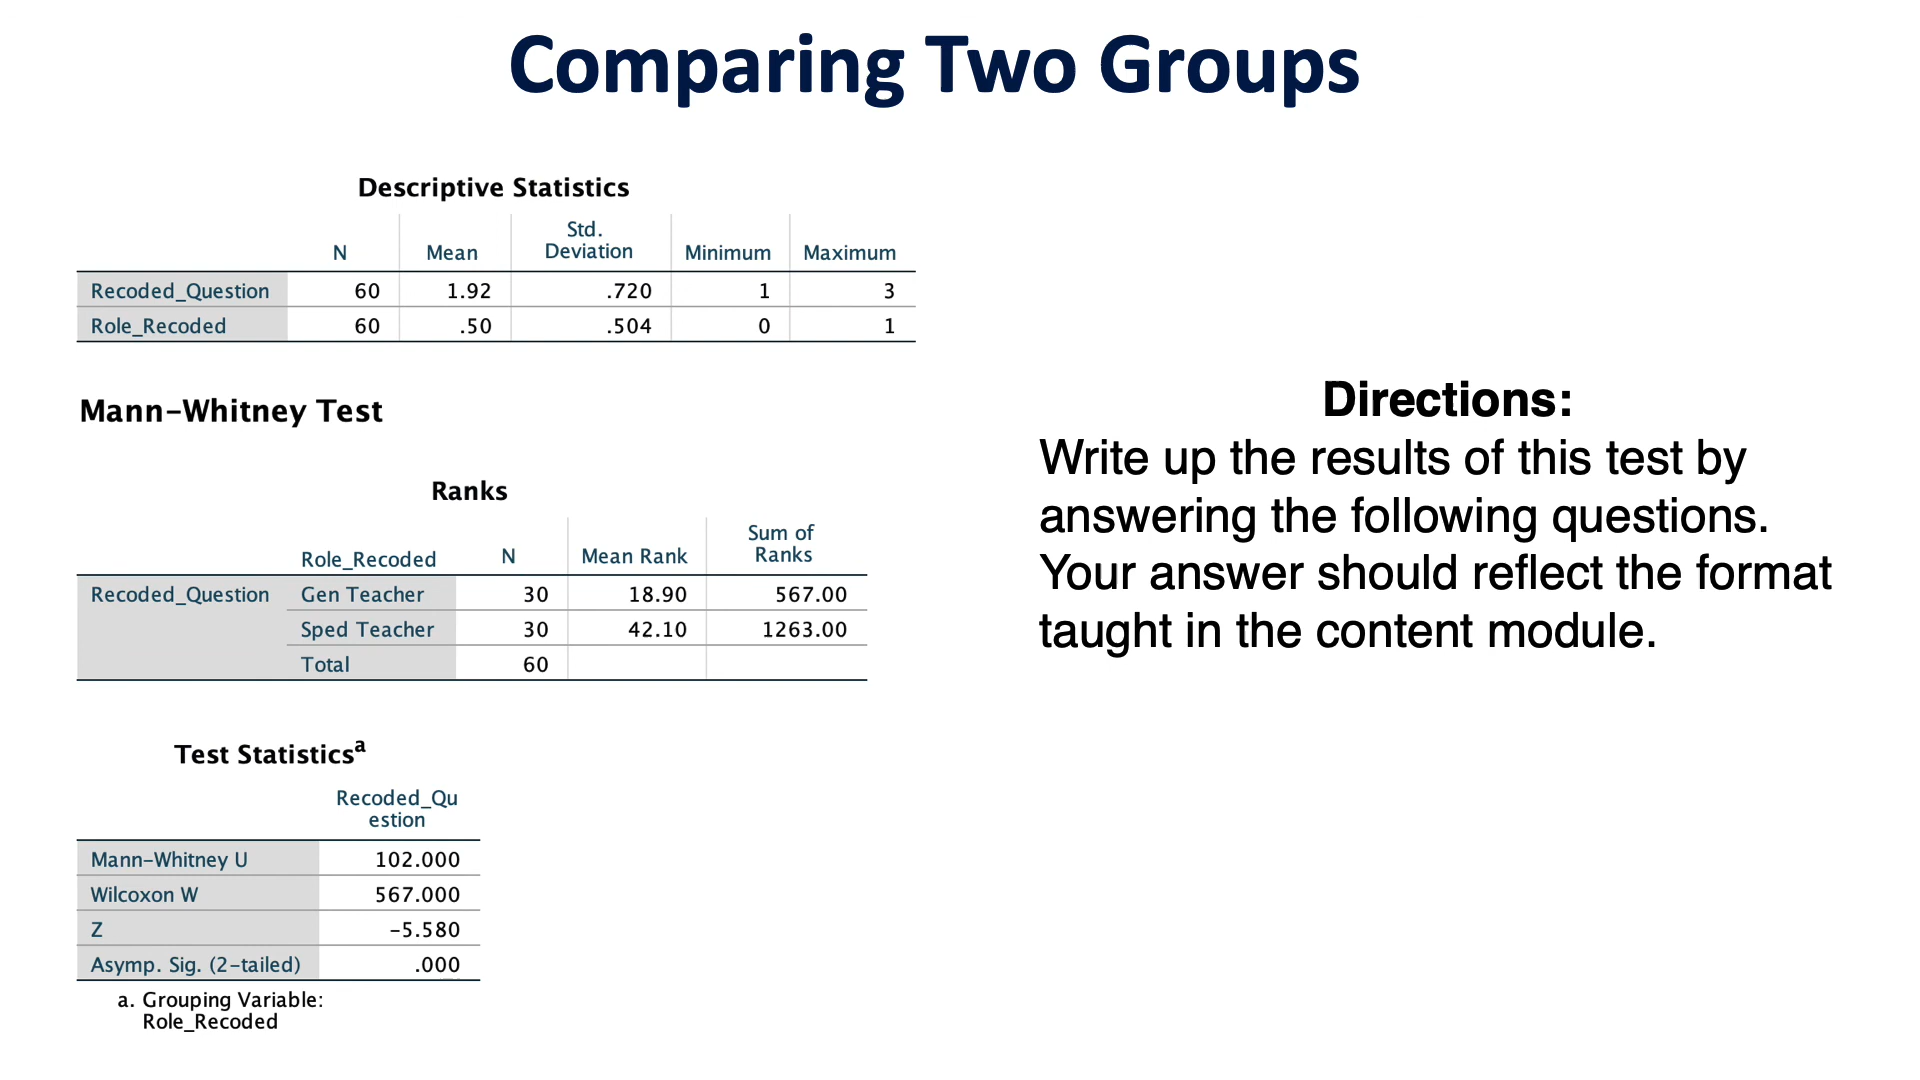 Comparing Two Groups
Descriptive Statistics
N Mean Std. Deviation Minimum Maximum
Recoded_Question 60 1.92 .720 1 3
Role_Recoded 60 .50 .504 0 1
Mann-Whitney Test
Ranks
Role_Recoded N Mean Rank Sum of Ranks
Recoded_Question Gen Teacher 30 18.90 567.00
Sped Teacher 30 42.10 1263.00
Total 60
Test Statisticsa
Recoded_Qu
estion
Mann-Whitney U 102.000
Wilcoxon W 567.000
Z -5.580
Asymp. Sig. (2-tailed) .000
a. Grouping Variable:
Role_Recoded
Directions:
Write up the results of this test by
answering the following questions.
Your answer should reflect the format
taught in the content module.